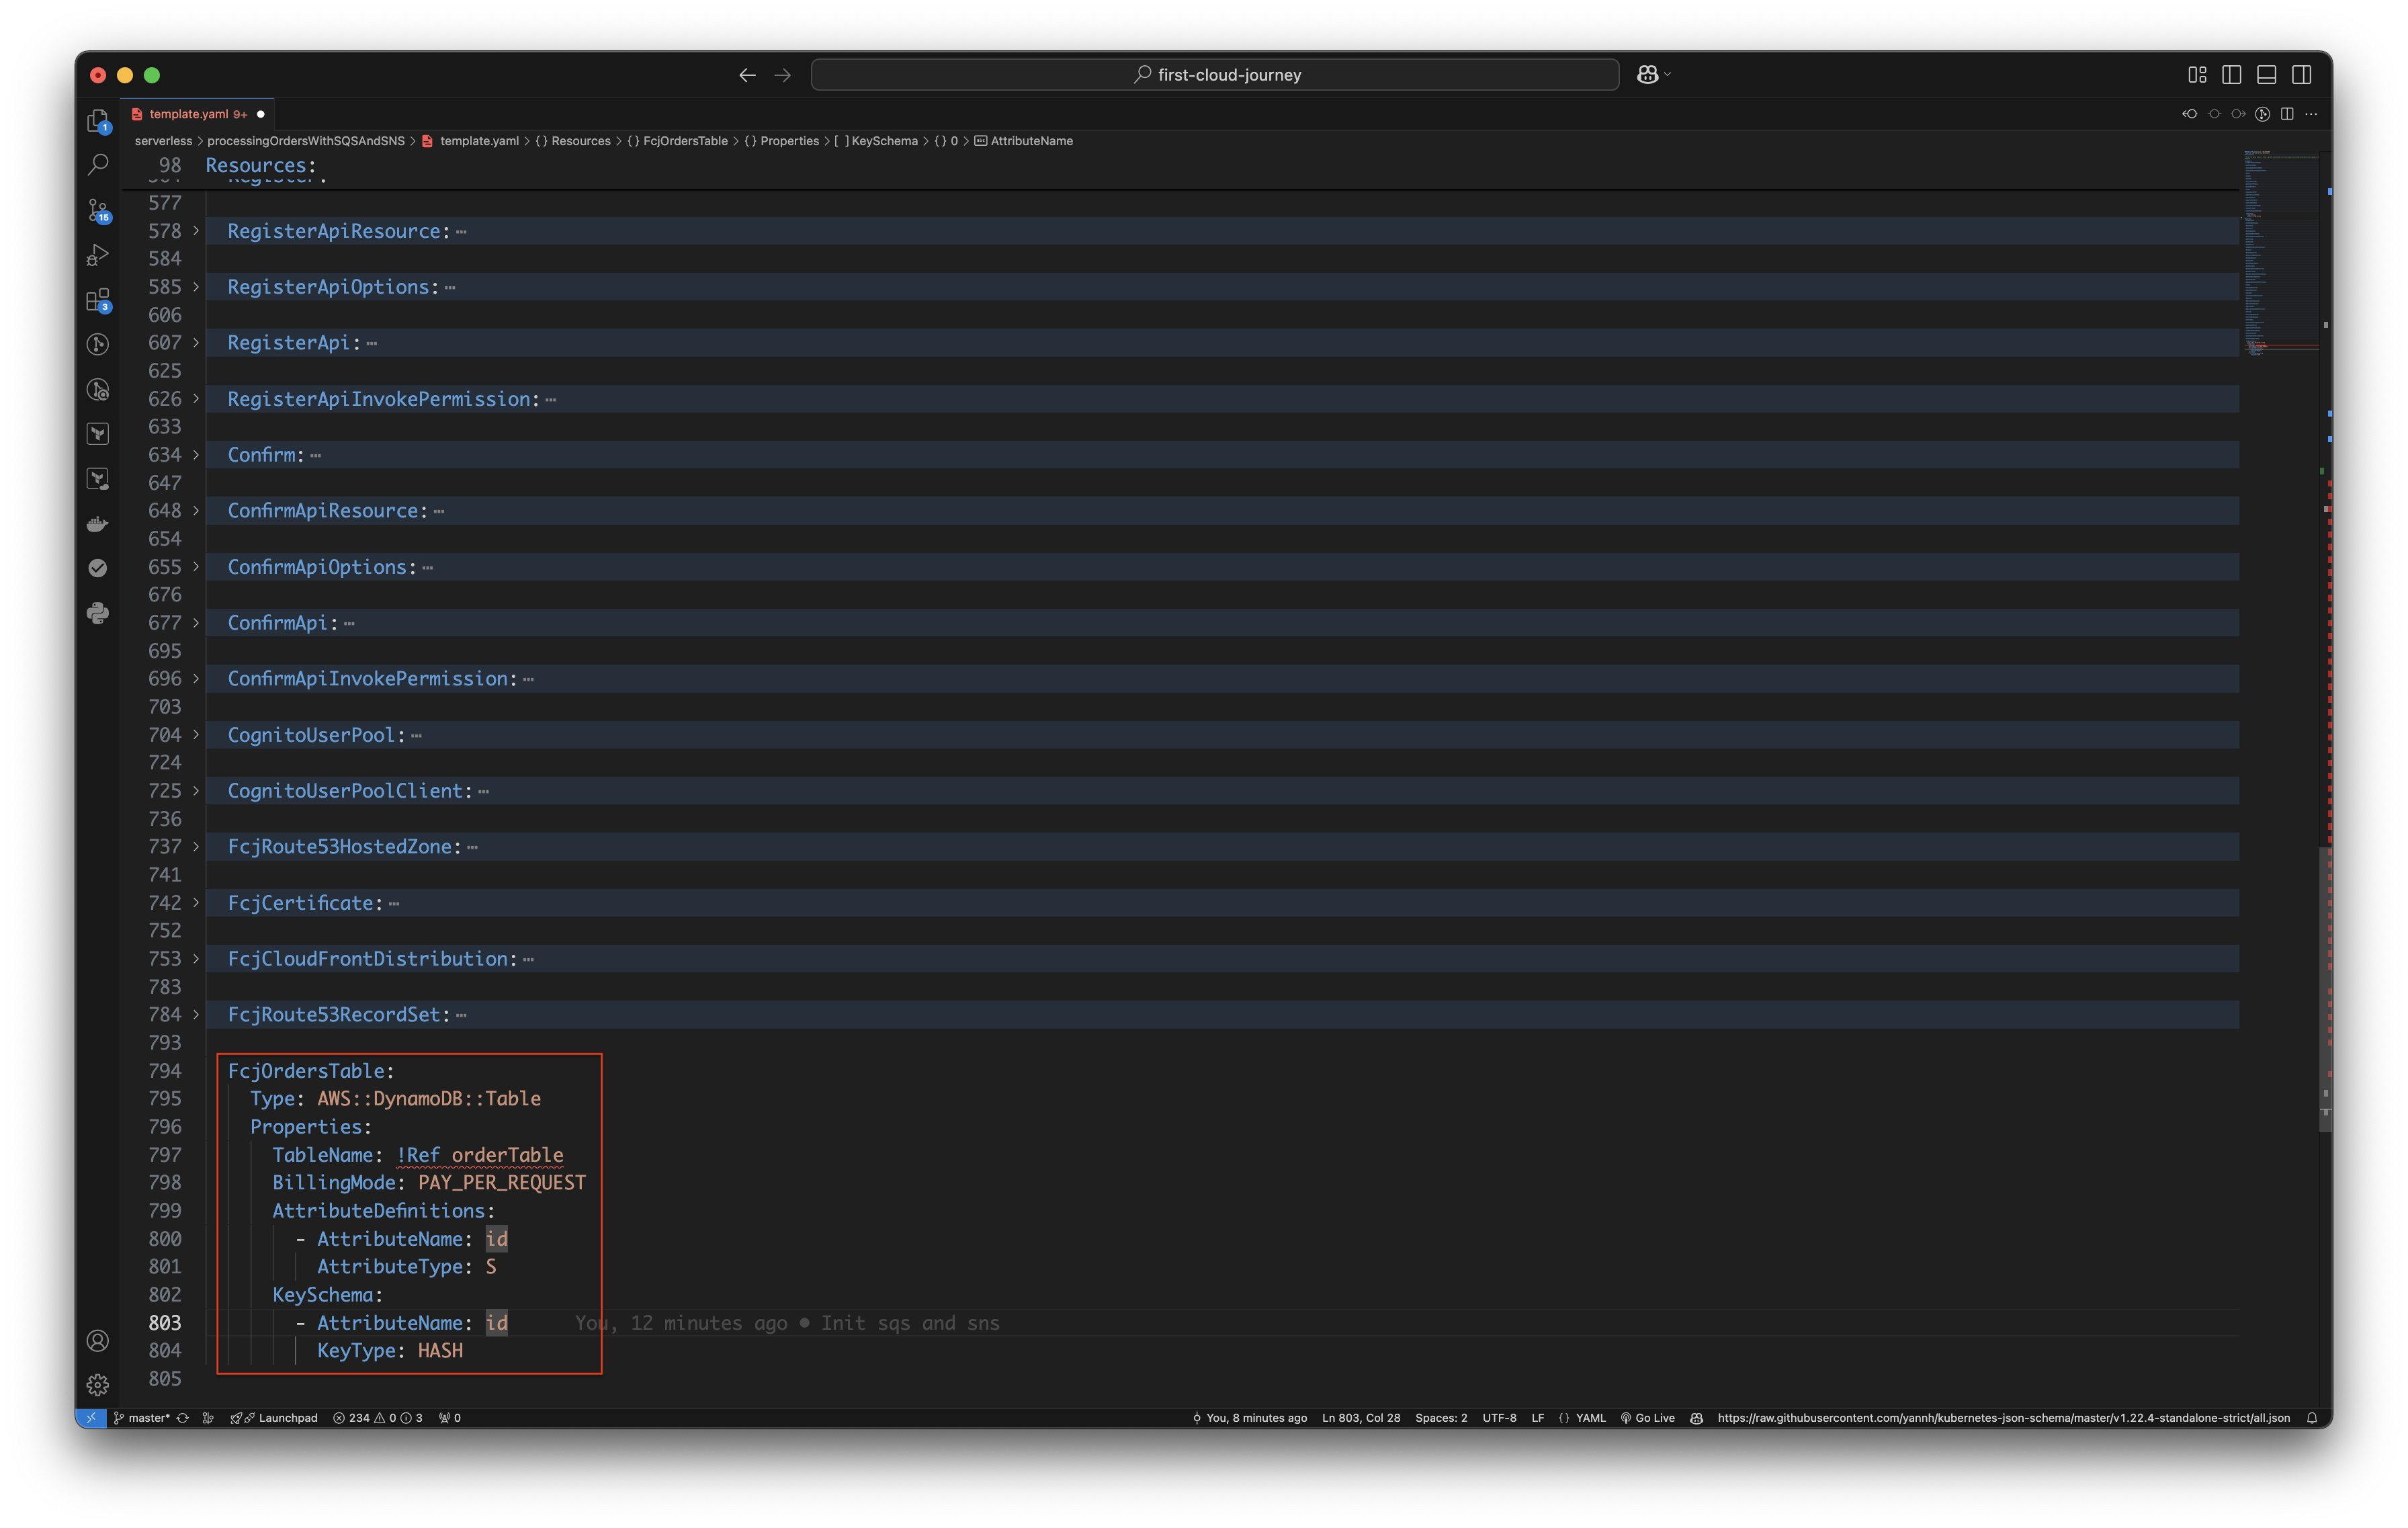 first-cloud-journey
template.yaml 9+
serverless > processingOrdersWithSQSAndSNS > template.yaml > {} Resources > {} FcjOrdersTable > {} Properties > [ ] KeySchema > {} 0 > AttributeName
98 Resources:
577
578 > RegisterApiResource: ⋯
584
585 > RegisterApiOptions: ⋯
606
607 > RegisterApi: ⋯
625
626 > RegisterApiInvokePermission: ⋯
633
634 > Confirm: ⋯
647
648 > ConfirmApiResource: ⋯
654
655 > ConfirmApiOptions: ⋯
676
677 > ConfirmApi: ⋯
695
696 > ConfirmApiInvokePermission: ⋯
703
704 > CognitoUserPool: ⋯
724
725 > CognitoUserPoolClient: ⋯
736
737 > FcjRoute53HostedZone: ⋯
741
742 > FcjCertificate: ⋯
752
753 > FcjCloudFrontDistribution: ⋯
783
784 > FcjRoute53RecordSet: ⋯
793
794 FcjOrdersTable:
795 Type: AWS::DynamoDB::Table
796 Properties:
797 TableName: !Ref orderTable
798 BillingMode: PAY_PER_REQUEST
799 AttributeDefinitions:
800 - AttributeName: id
801 AttributeType: S
802 KeySchema:
803 - AttributeName: id You, 12 minutes ago • Init sqs and sns
804 KeyType: HASH
805
1
15
3
master* Launchpad 234 0 3 0 You, 8 minutes ago Ln 803, Col 28 Spaces: 2 UTF-8 LF {} YAML Go Live https://raw.githubusercontent.com/yannh/kubernetes-json-schema/master/v1.22.4-standalone-strict/all.json